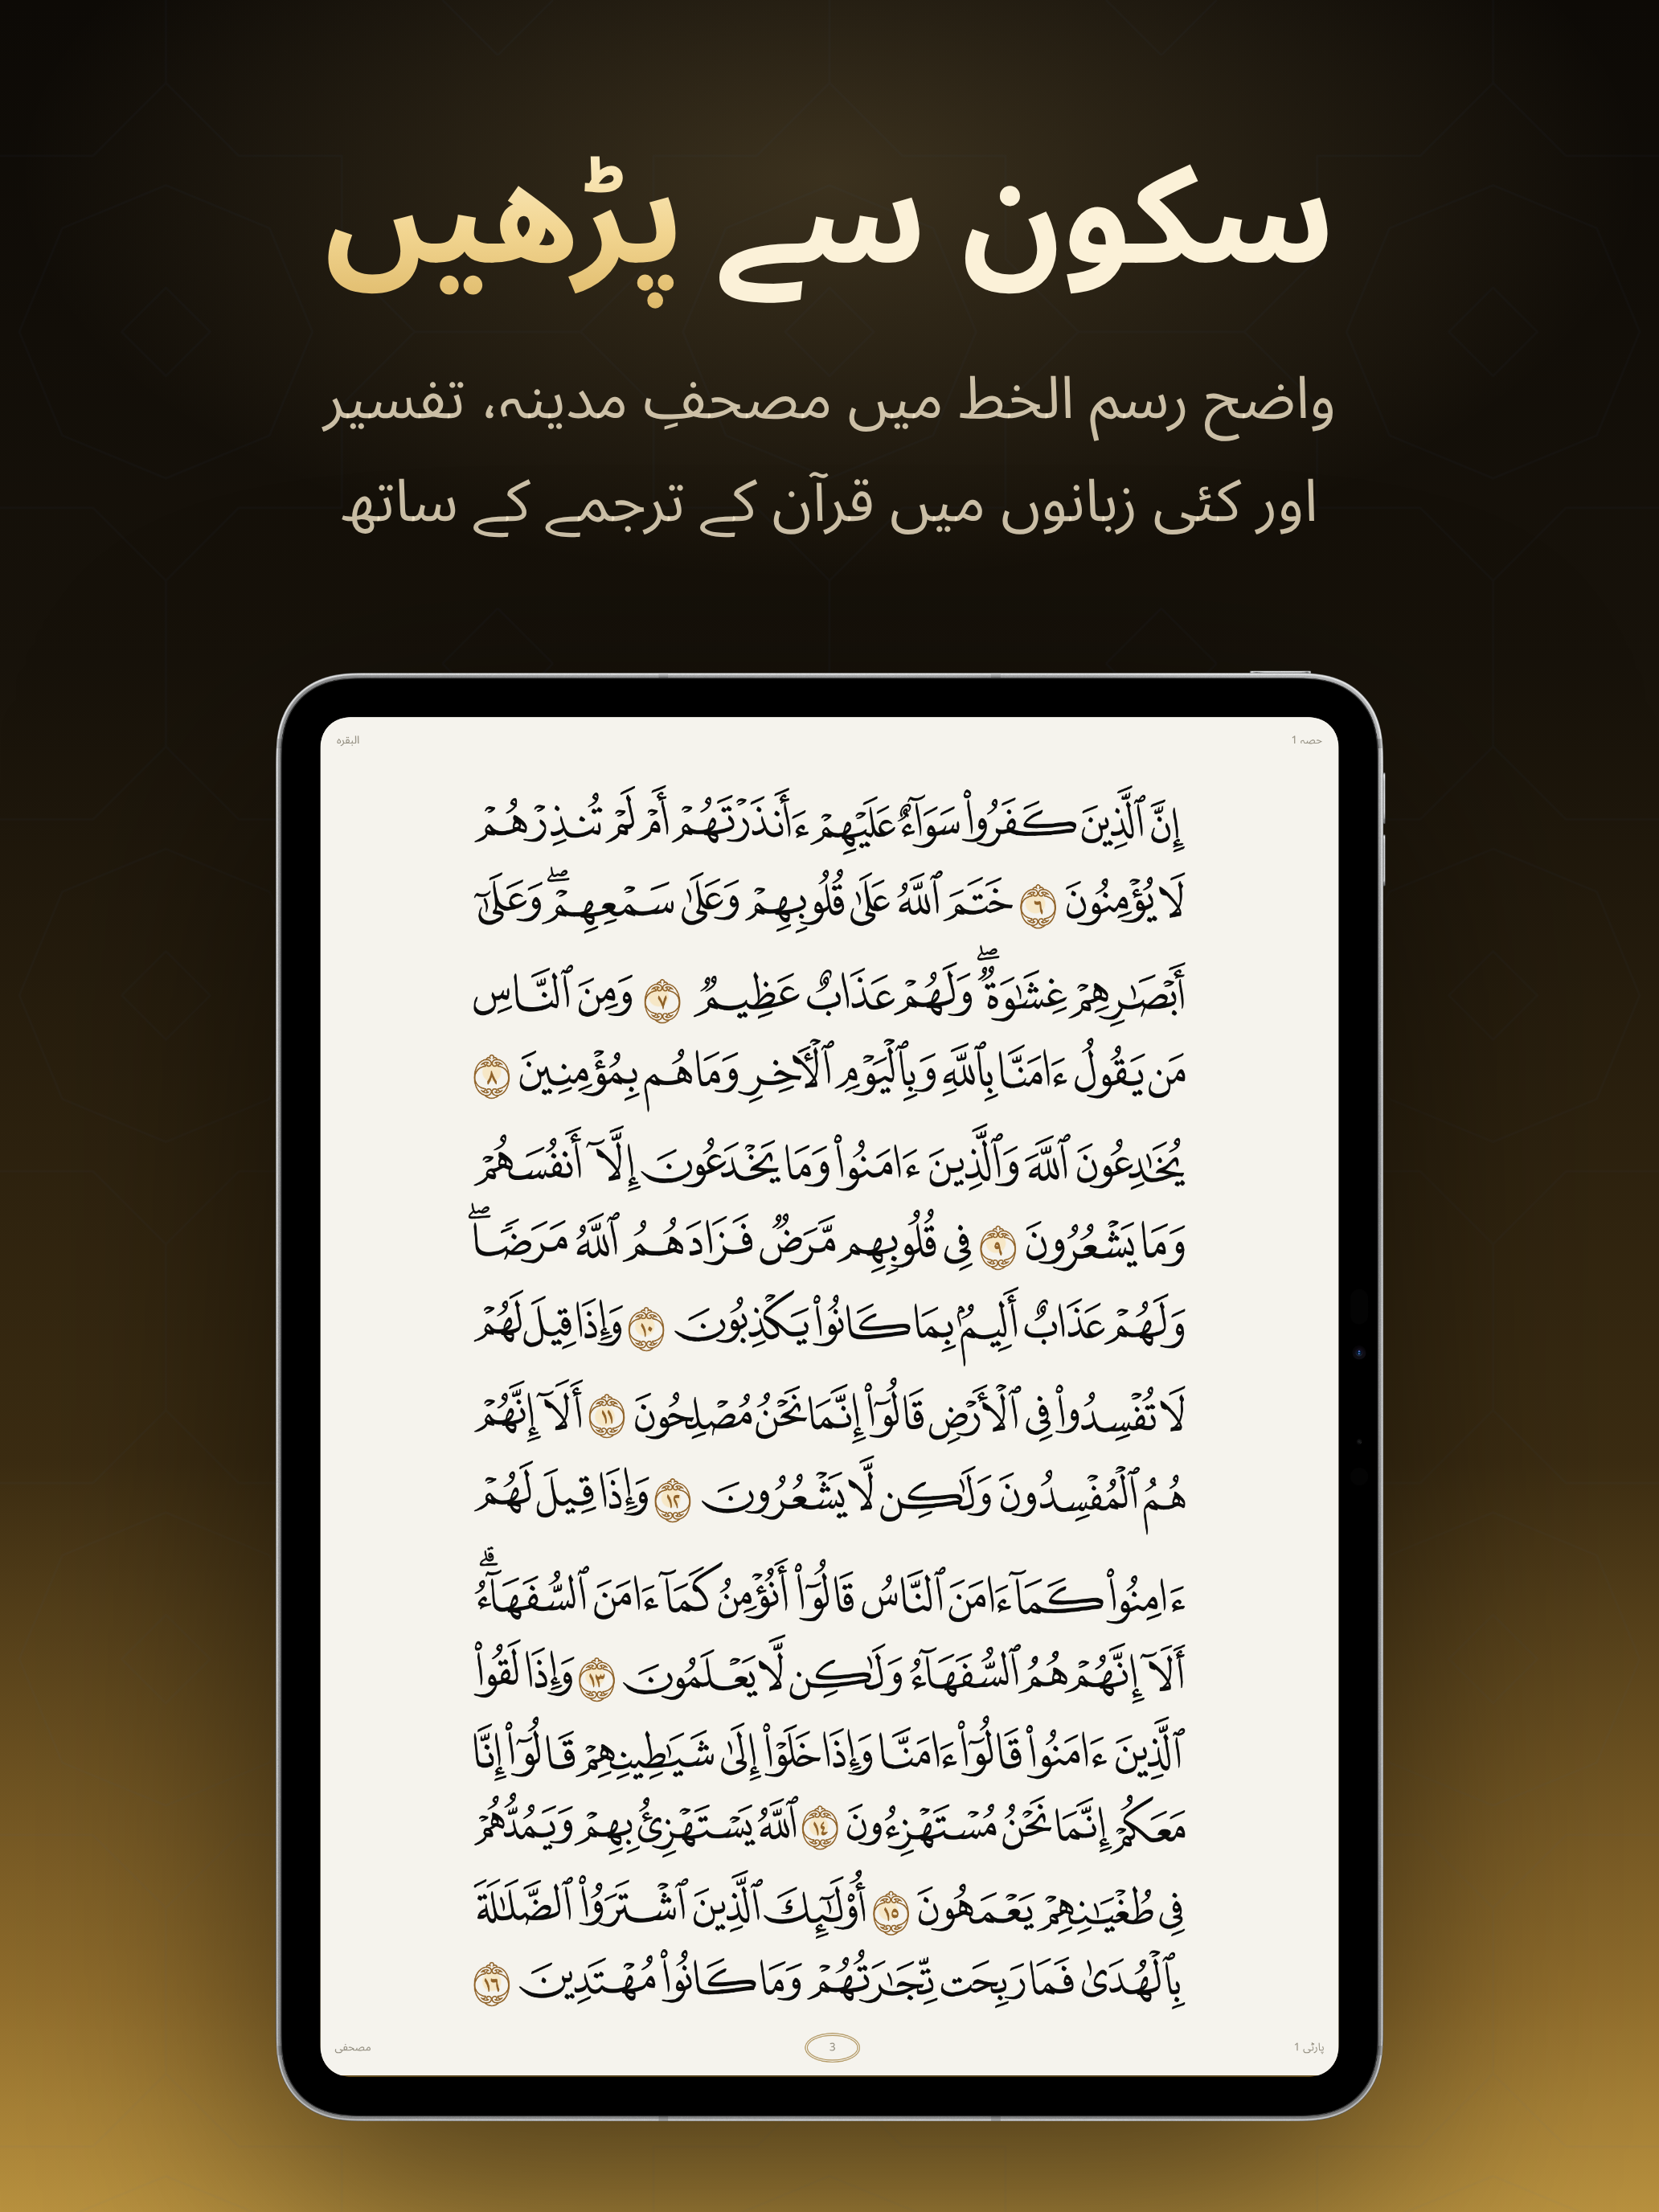 سکون سے پڑھیں
واضح رسم الخط میں مصحفِ مدینہ، تفسیر
اور کئی زبانوں میں قرآن کے ترجمے کے ساتھ
حصہ 1
البقرہ
إِنَّ ٱلَّذِينَ كَفَرُوا۟ سَوَآءٌ عَلَيْهِمْ ءَأَنذَرْتَهُمْ أَمْ لَمْ تُنذِرْهُمْ
لَا يُؤْمِنُونَ ٦ خَتَمَ ٱللَّهُ عَلَىٰ قُلُوبِهِمْ وَعَلَىٰ سَمْعِهِمْ ۖ وَعَلَىٰٓ
أَبْصَـٰرِهِمْ غِشَـٰوَةٌ ۖ وَلَهُمْ عَذَابٌ عَظِيمٌ ٧ وَمِنَ ٱلنَّاسِ
مَن يَقُولُ ءَامَنَّا بِٱللَّهِ وَبِٱلْيَوْمِ ٱلْـَٔاخِرِ وَمَا هُم بِمُؤْمِنِينَ ٨
يُخَـٰدِعُونَ ٱللَّهَ وَٱلَّذِينَ ءَامَنُوا۟ وَمَا يَخْدَعُونَ إِلَّآ أَنفُسَهُمْ
وَمَا يَشْعُرُونَ ٩ فِى قُلُوبِهِم مَّرَضٌ فَزَادَهُمُ ٱللَّهُ مَرَضًا ۖ
وَلَهُمْ عَذَابٌ أَلِيمٌۢ بِمَا كَانُوا۟ يَكْذِبُونَ ١٠ وَإِذَا قِيلَ لَهُمْ
لَا تُفْسِدُوا۟ فِى ٱلْأَرْضِ قَالُوٓا۟ إِنَّمَا نَحْنُ مُصْلِحُونَ ١١ أَلَآ إِنَّهُمْ
هُمُ ٱلْمُفْسِدُونَ وَلَـٰكِن لَّا يَشْعُرُونَ ١٢ وَإِذَا قِيلَ لَهُمْ
ءَامِنُوا۟ كَمَآ ءَامَنَ ٱلنَّاسُ قَالُوٓا۟ أَنُؤْمِنُ كَمَآ ءَامَنَ ٱلسُّفَهَآءُ ۗ
أَلَآ إِنَّهُمْ هُمُ ٱلسُّفَهَآءُ وَلَـٰكِن لَّا يَعْلَمُونَ ١٣ وَإِذَا لَقُوا۟
ٱلَّذِينَ ءَامَنُوا۟ قَالُوٓا۟ ءَامَنَّا وَإِذَا خَلَوْا۟ إِلَىٰ شَيَـٰطِينِهِمْ قَالُوٓا۟ إِنَّا
مَعَكُمْ إِنَّمَا نَحْنُ مُسْتَهْزِءُونَ ١٤ ٱللَّهُ يَسْتَهْزِئُ بِهِمْ وَيَمُدُّهُمْ
فِى طُغْيَـٰنِهِمْ يَعْمَهُونَ ١٥ أُو۟لَـٰٓئِكَ ٱلَّذِينَ ٱشْتَرَوُا۟ ٱلضَّلَـٰلَةَ
بِٱلْهُدَىٰ فَمَا رَبِحَت تِّجَـٰرَتُهُمْ وَمَا كَانُوا۟ مُهْتَدِينَ ١٦
پارٹی 1
3
مصحفی